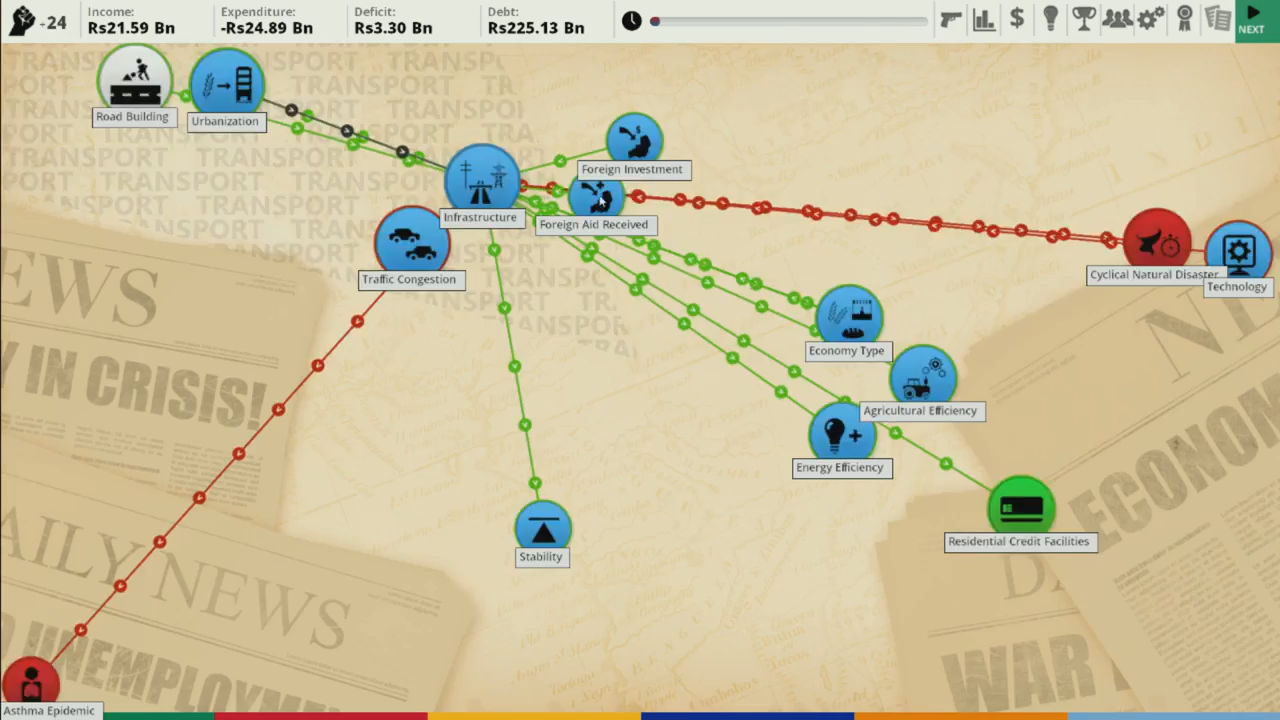 +24
Income:
Rs21.59 Bn
Expenditure:
-Rs24.89 Bn
Deficit:
Rs3.30 Bn
Debt:
Rs225.13 Bn
NEXT
TRANSPORT
Road Building
Urbanization
Foreign Investment
Infrastructure
Foreign Aid Received
Traffic Congestion
Cyclical Natural Disaster
Technology
Economy Type
Agricultural Efficiency
Energy Efficiency
Residential Credit Facilities
Stability
Asthma Epidemic
EWS
IN CRISIS!
AILY NEWS
UNEMPLOYM
ECONOM
WAR